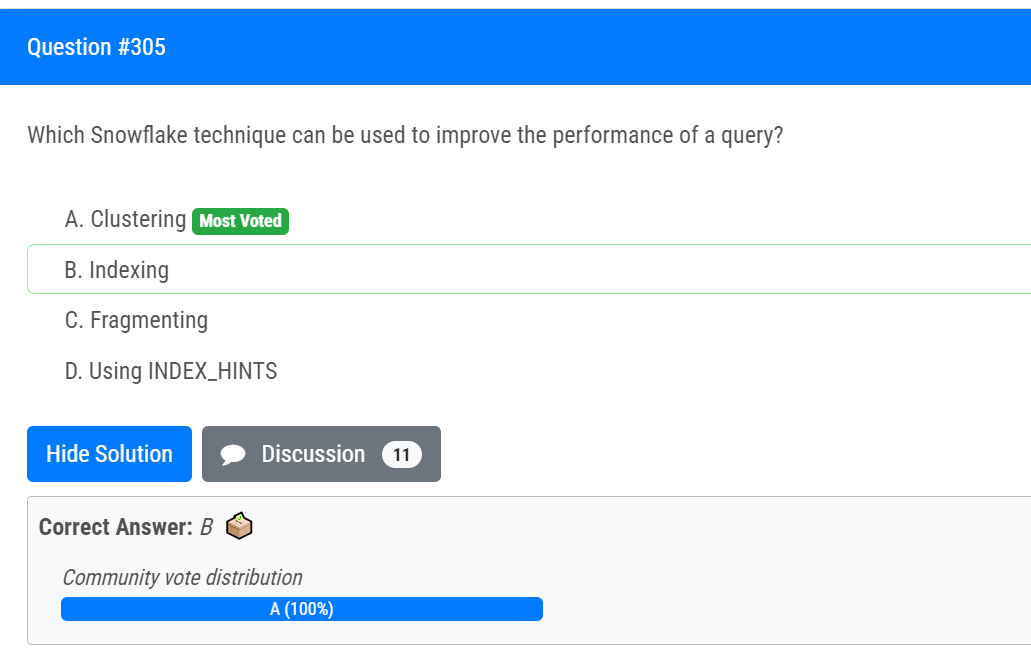 Question #305
Which Snowflake technique can be used to improve the performance of a query?
A. Clustering Most Voted
B. Indexing
C. Fragmenting
D. Using INDEX_HINTS
Hide Solution Discussion 11
Correct Answer: B
Community vote distribution
A (100%)